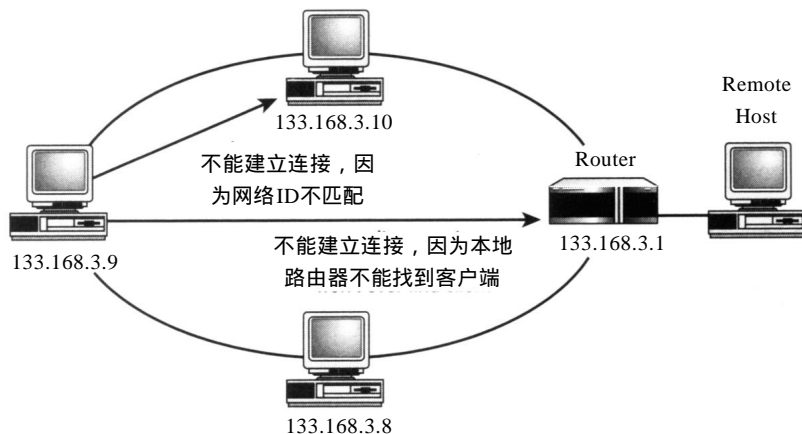 133.168.3.10
Remote
Host
不能建立连接，因
为网络ID不匹配
Router
133.168.3.9
不能建立连接，因为本地
路由器不能找到客户端
133.168.3.1
133.168.3.8